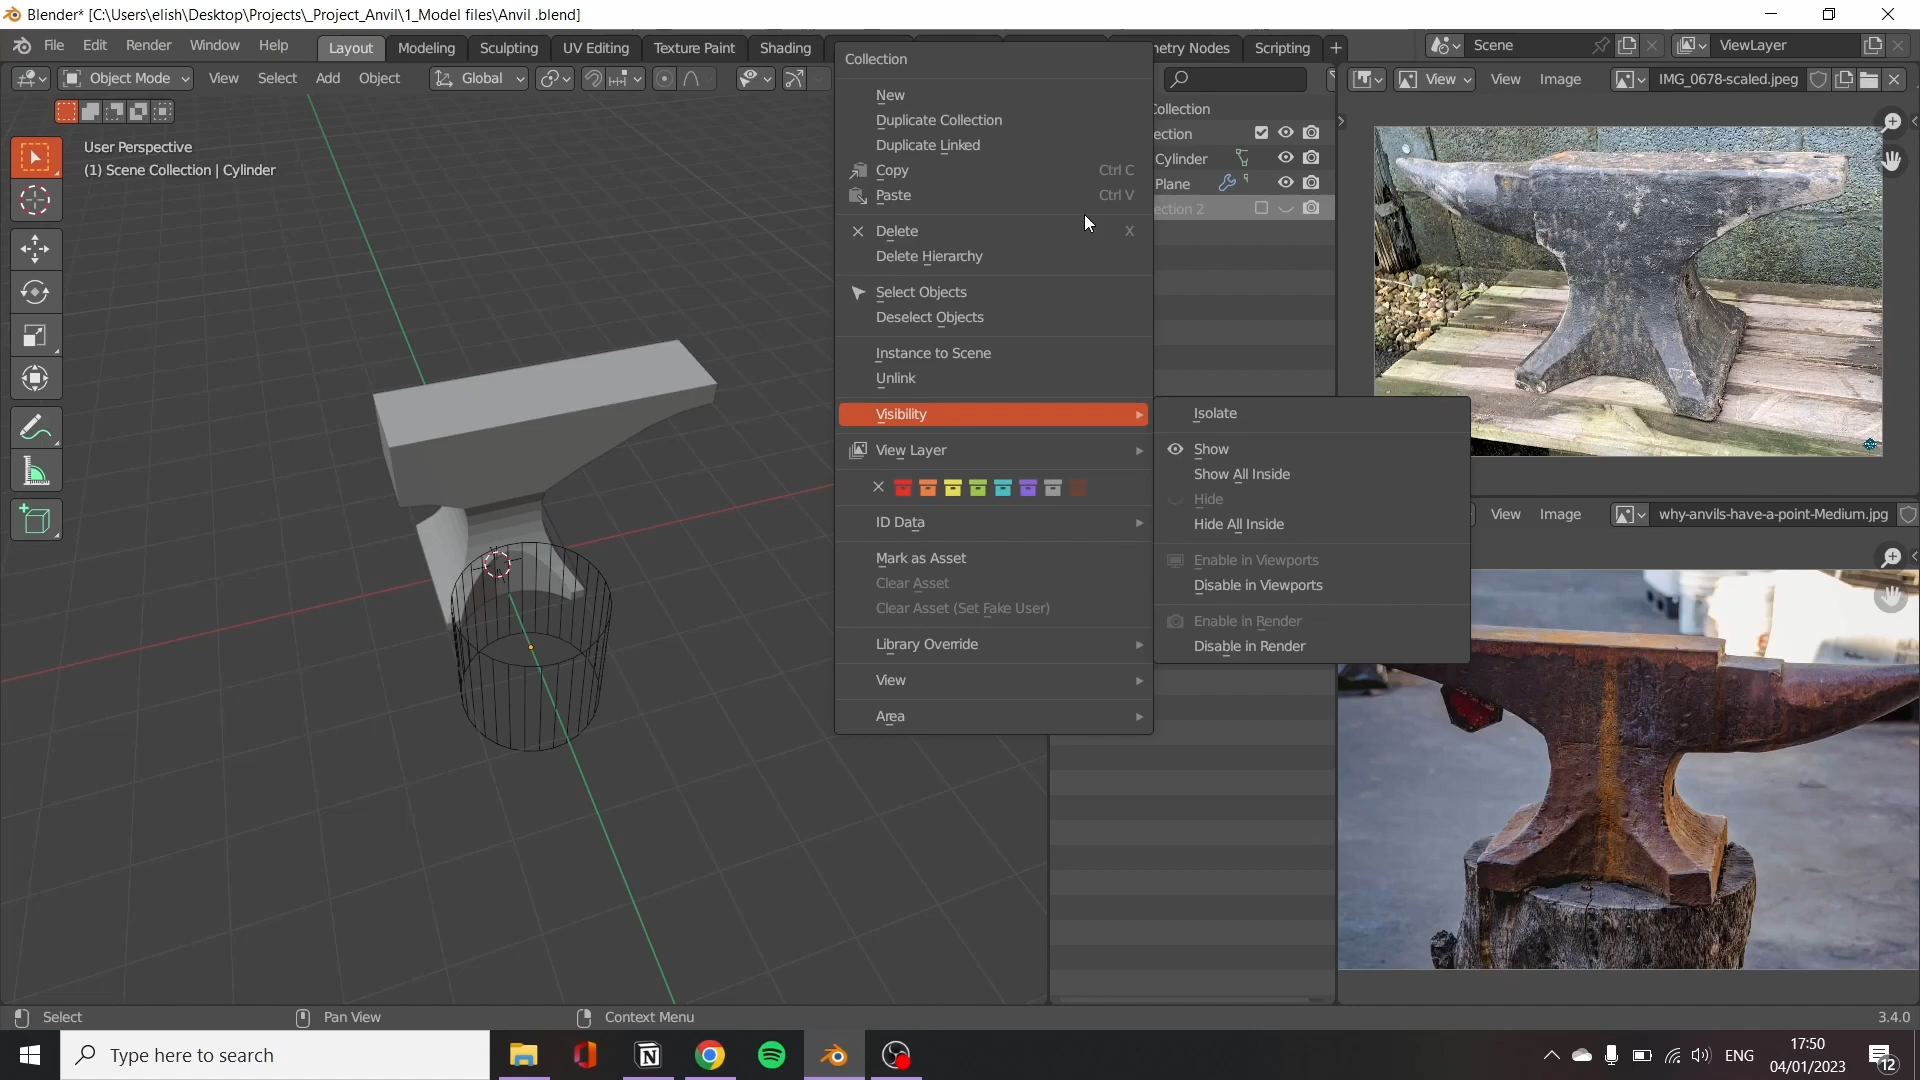 Blender* [C:\Users\elish\Desktop\Projects\_Project_Anvil\1_Model files\Anvil .blend]
File Edit Render Window Help
Layout Modeling Sculpting UV Editing Texture Paint Shading
Scripting +
Scene
ViewLayer
Object Mode View Select Add Object
Global
View View Image IMG_0678-scaled.jpeg
User Perspective
(1) Scene Collection | Cylinder
Collection
New
Duplicate Collection
Duplicate Linked
Copy Ctrl C
Paste Ctrl V
Delete X
Delete Hierarchy
Select Objects
Deselect Objects
Instance to Scene
Unlink
Visibility
View Layer
ID Data
Mark as Asset
Clear Asset
Clear Asset (Set Fake User)
Library Override
View
Area
Isolate
Show
Show All Inside
Hide
Hide All Inside
Enable in Viewports
Disable in Viewports
Enable in Render
Disable in Render
metry Nodes
Collection
ection
Cylinder
Plane
ection 2
View Image why-anvils-have-a-point-Medium.jpg
Select Pan View Context Menu 3.4.0
Type here to search
ENG
17:50
04/01/2023
12